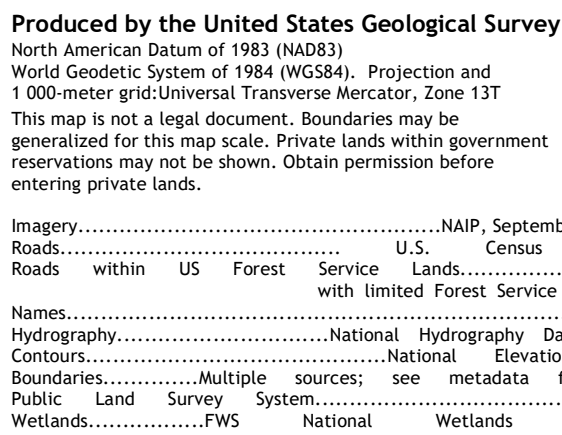 Produced by the United States Geological Survey
North American Datum of 1983 (NAD83)
World Geodetic System of 1984 (WGS84). Projection and
1 000-meter grid:Universal Transverse Mercator, Zone 13T
This map is not a legal document. Boundaries may be
generalized for this map scale. Private lands within government
reservations may not be shown. Obtain permission before
entering private lands.
Imagery..................................................NAIP, Septemb
Roads....................................... U.S. Census
Roads within US Forest Service Lands..............
with limited Forest Service
Names.....................................................................
Hydrography.............................National Hydrography Da
Contours.........................................National Elevatio
Boundaries.............Multiple sources; see metadata f
Public Land Survey System..................................
Wetlands.................FWS National Wetlands